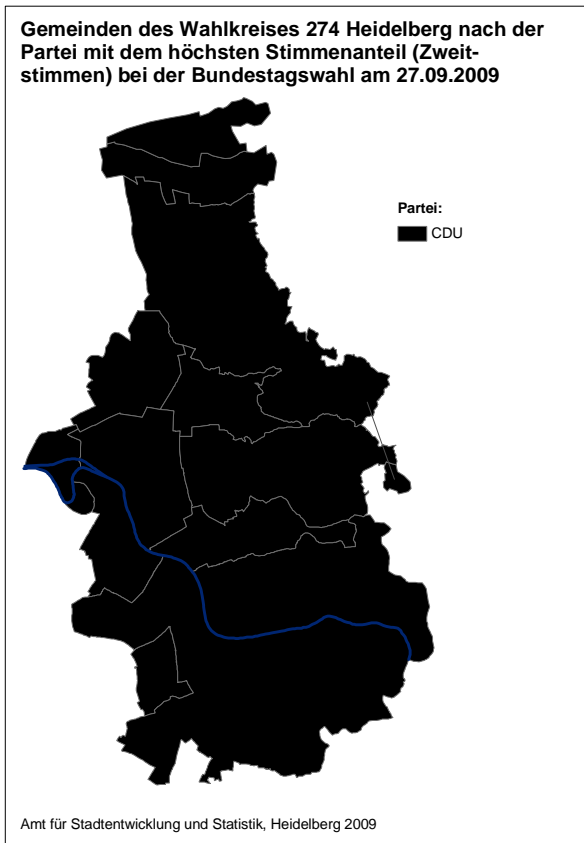 Gemeinden des Wahlkreises 274 Heidelberg nach der
Partei mit dem höchsten Stimmenanteil (Zweit-
stimmen) bei der Bundestagswahl am 27.09.2009
Partei:
CDU
Amt für Stadtentwicklung und Statistik, Heidelberg 2009